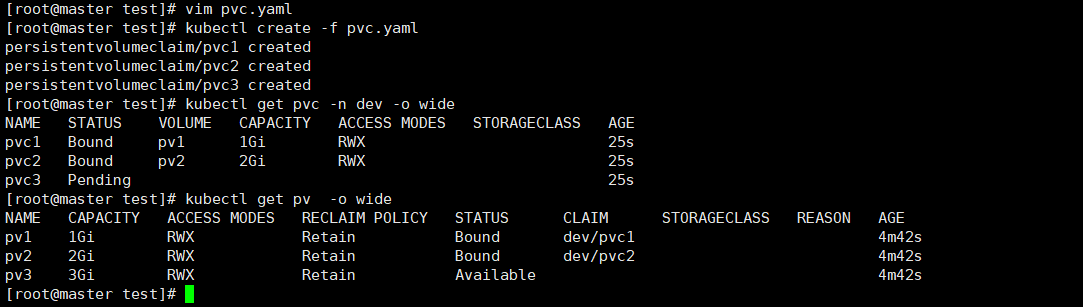 [root@master test]# vim pvc.yaml
[root@master test]# kubectl create -f pvc.yaml
persistentvolumeclaim/pvc1 created
persistentvolumeclaim/pvc2 created
persistentvolumeclaim/pvc3 created
[root@master test]# kubectl get pvc -n dev -o wide
NAME   STATUS    VOLUME   CAPACITY   ACCESS MODES   STORAGECLASS   AGE
pvc1   Bound     pv1      1Gi        RWX                           25s
pvc2   Bound     pv2      2Gi        RWX                           25s
pvc3   Pending                                                     25s
[root@master test]# kubectl get pv  -o wide
NAME   CAPACITY   ACCESS MODES   RECLAIM POLICY   STATUS      CLAIM      STORAGECLASS   REASON   AGE
pv1    1Gi        RWX            Retain           Bound       dev/pvc1                           4m42s
pv2    2Gi        RWX            Retain           Bound       dev/pvc2                           4m42s
pv3    3Gi        RWX            Retain           Available                                      4m42s
[root@master test]#